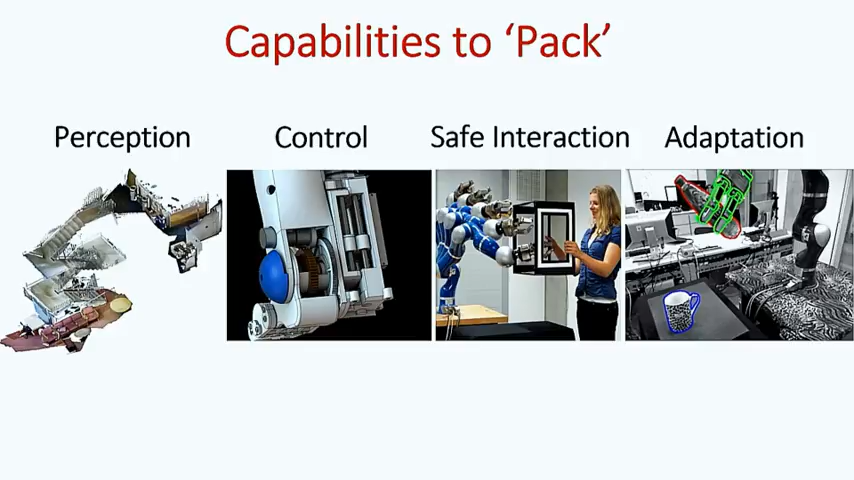 Capabilities to ‘Pack’
Perception
Control
Safe Interaction
Adaptation